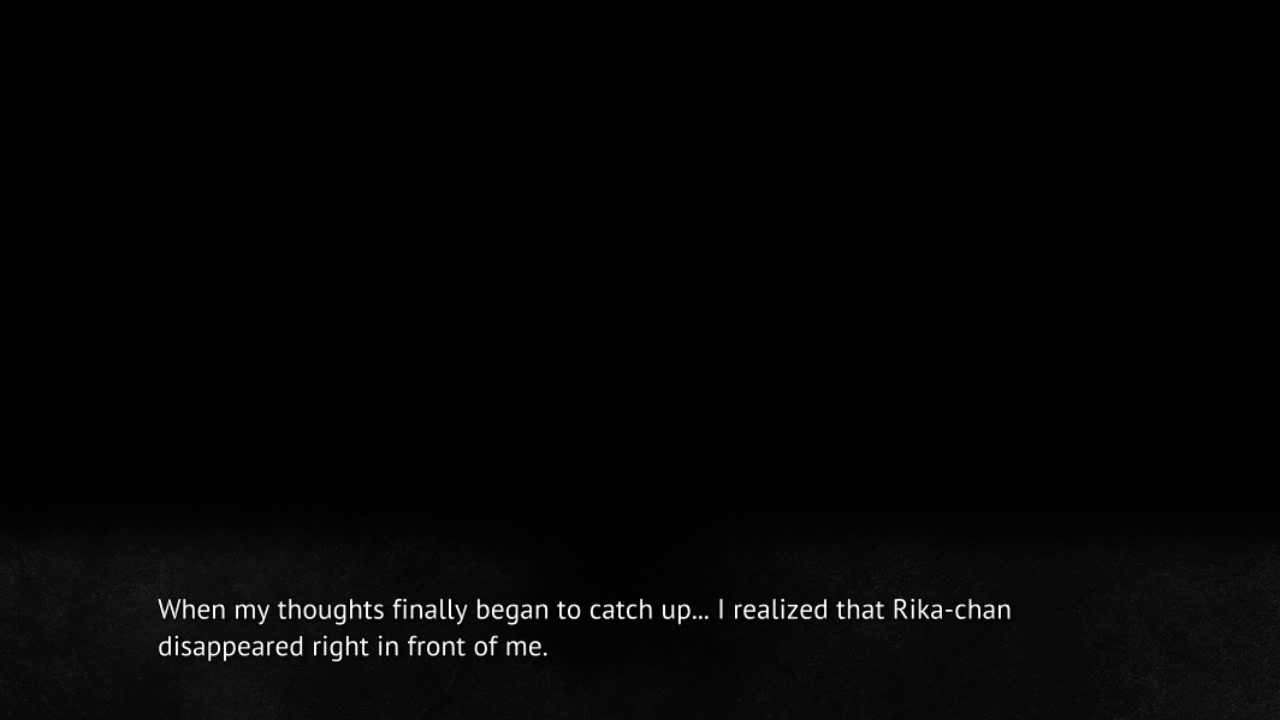 When my thoughts finally began to catch up... I realized that Rika-chan
disappeared right in front of me.